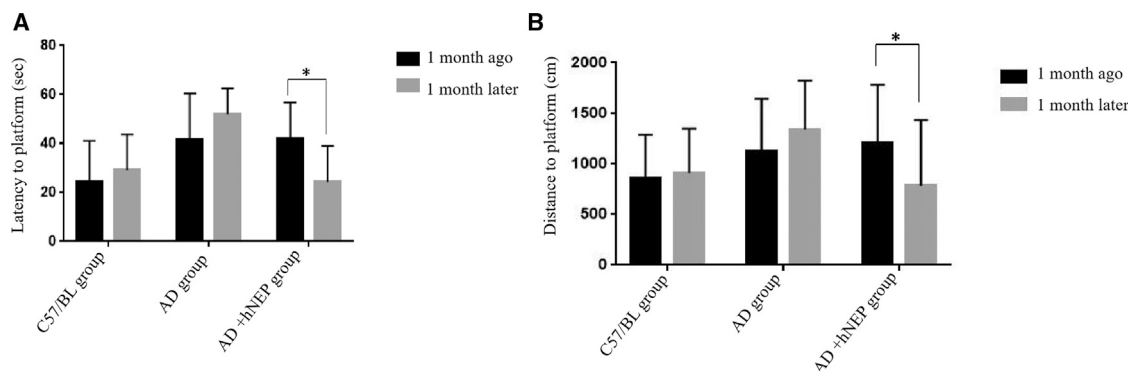 A
Latency to platform (sec)
80
60
40
20
0
*
1 month ago
1 month later
C57/BL group
AD group
AD +hNEP group
B
Distance to platform (cm)
2000
1500
1000
500
0
*
1 month ago
1 month later
C57/BL group
AD group
AD +hNEP group